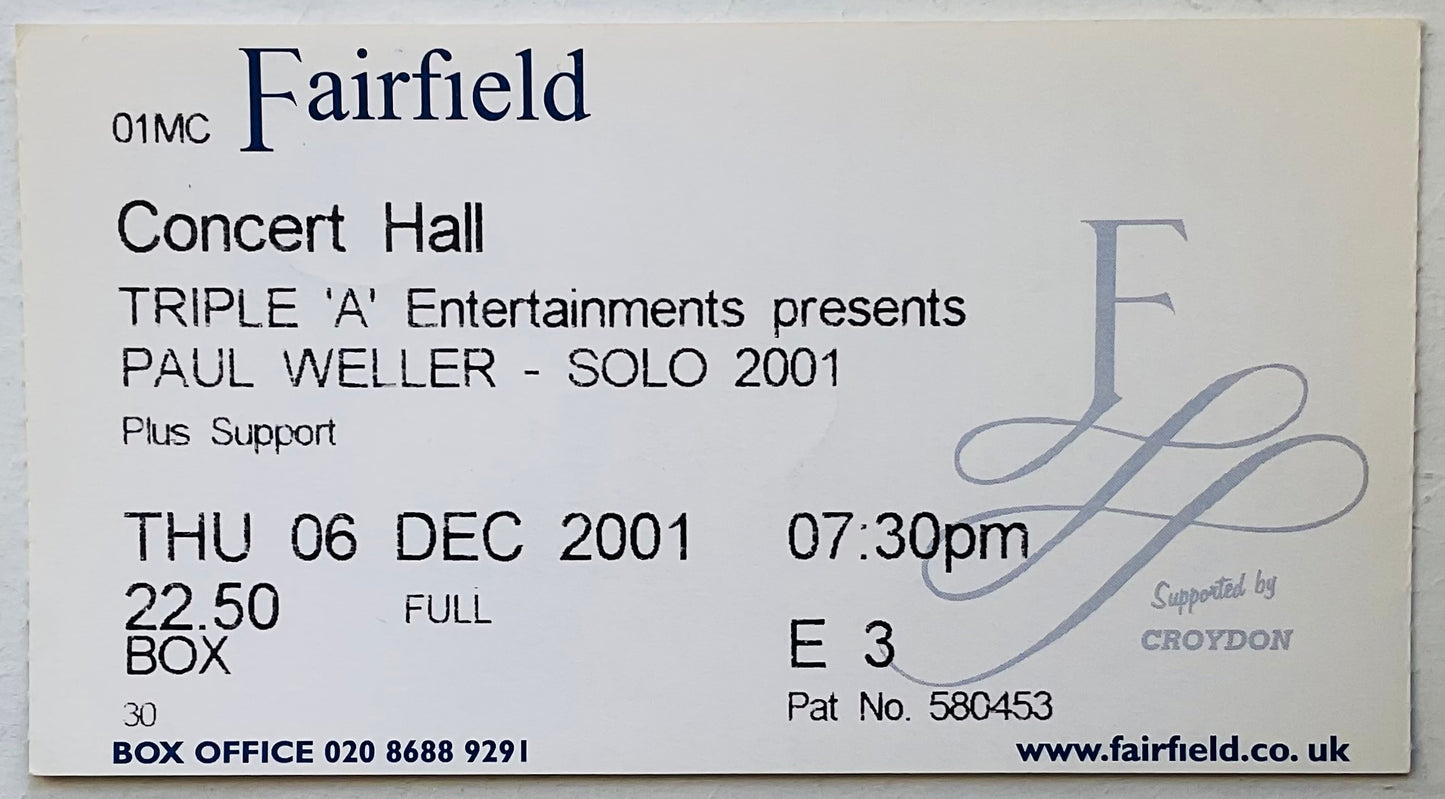 01MC Fairfield
Concert Hall
TRIPLE 'A' Entertainments presents
PAUL WELLER - SOLO 2001
Plus Support
THU 06 DEC 2001 07:30pm
22.50 FULL
BOX E 3
30 Pat No. 580453
F
Supported by
CROYDON
BOX OFFICE 020 8688 9291 www.fairfield.co. uk